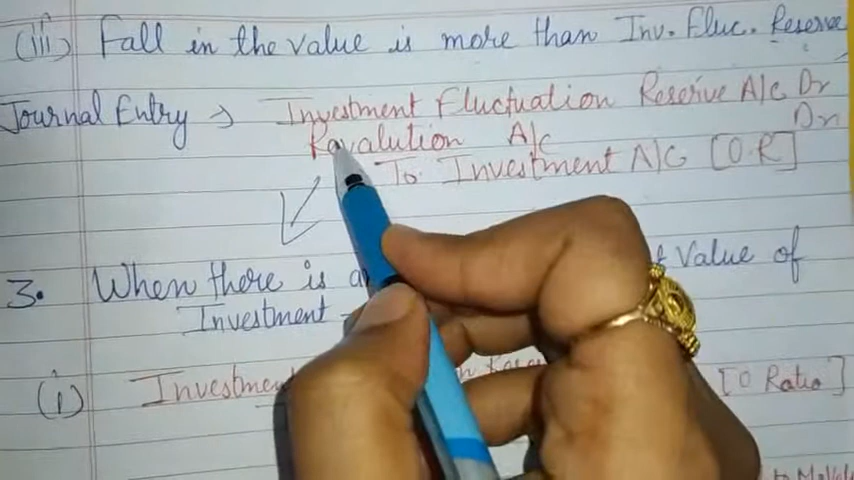 (iii) Fall in the value is more than Inv. Fluc. Reserve
Journal Entry → Investment Fluctuation Reserve A/c Dr
Revalution A/c Dr
To Investment A/C [O.R]
3. When there is a Value of
Investment
(i) Investment [O Ratio]
to